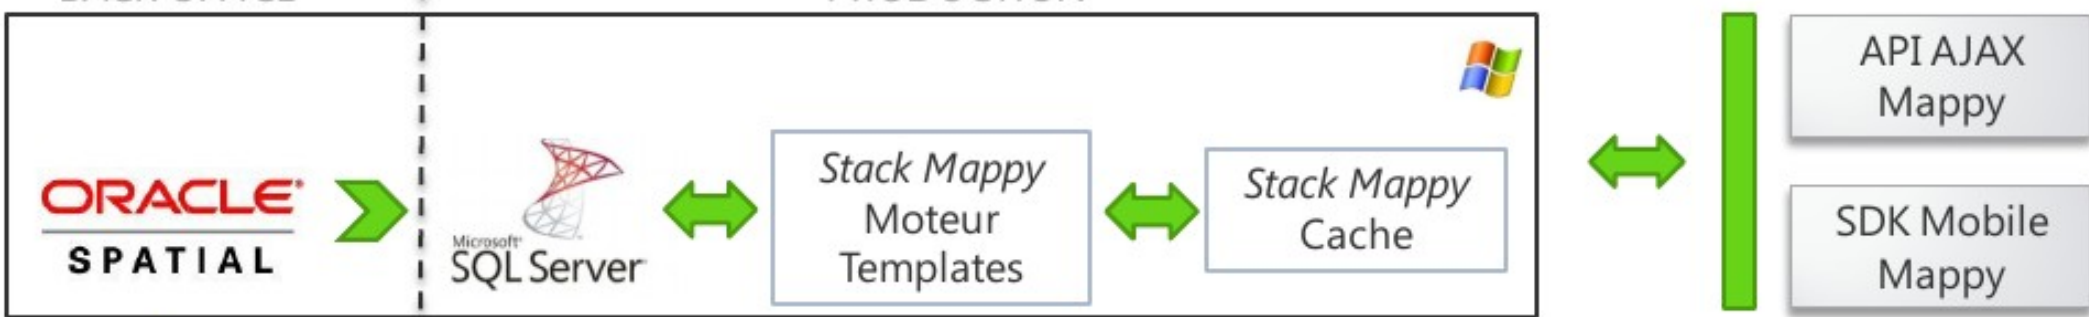 ORACLE
SPATIAL
Microsoft
SQL Server
Stack Mappy
Moteur
Templates
Stack Mappy
Cache
API AJAX
Mappy
SDK Mobile
Mappy